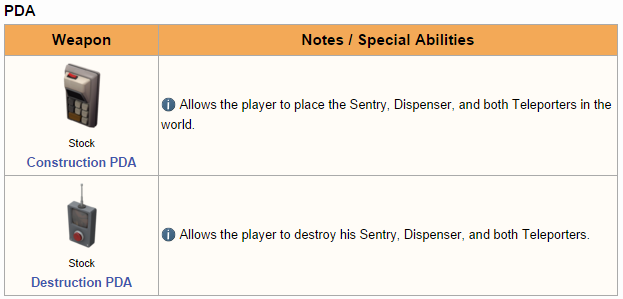 PDA
Weapon
Notes / Special Abilities
Allows the player to place the Sentry, Dispenser, and both Teleporters in the
world.
Stock
Construction PDA
Allows the player to destroy his Sentry, Dispenser, and both Teleporters.
Stock
Destruction PDA